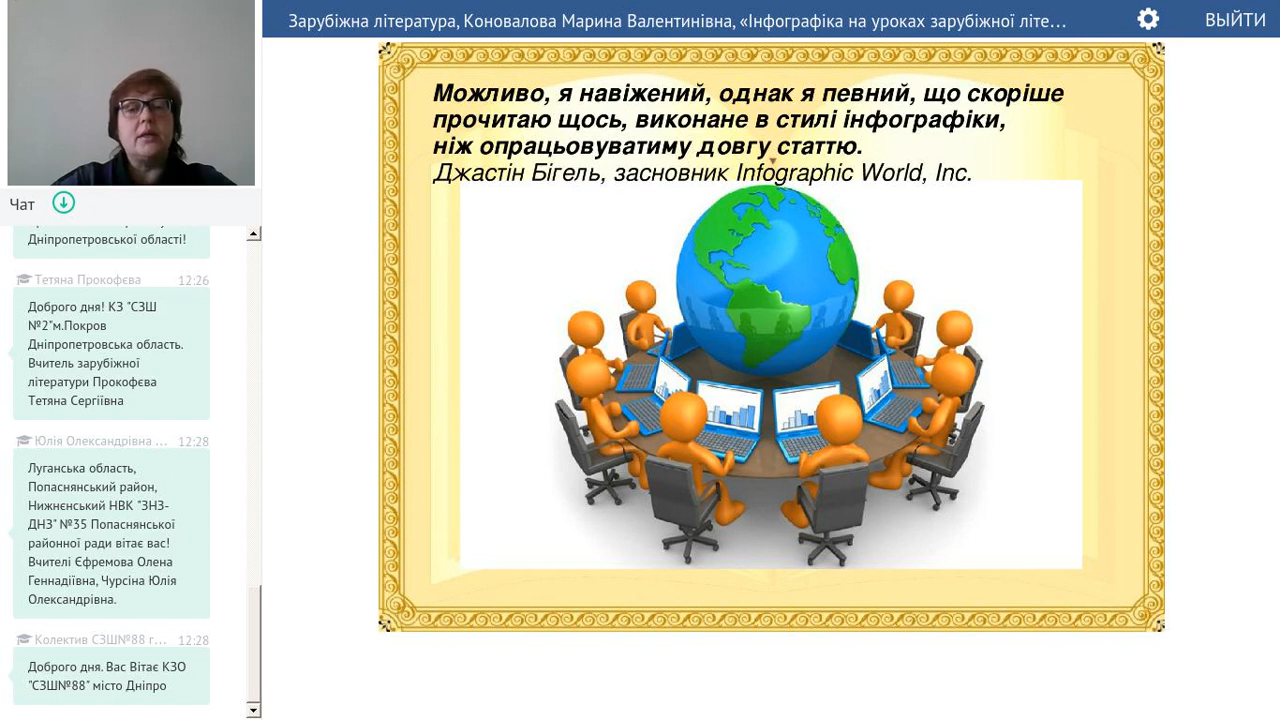 Зарубіжна література, Коновалова Марина Валентинівна, «Інфографіка на уроках зарубіжної літе...
ВЫЙТИ
Можливо, я навіжений, однак я певний, що скоріше
прочитаю щось, виконане в стилі інфографіки,
ніж опрацьовуватиму довгу статтю.
Джастін Бігель, засновник Infographic World, Inc.
Чат
Дніпропетровської області!
Тетяна Прокофєва 12:26
Доброго дня! КЗ "СЗШ
№2"м.Покров
Дніпропетровська область.
Вчитель зарубіжної
літератури Прокофєва
Тетяна Сергіївна
Юлія Олександрівна ... 12:28
Луганська область,
Попаснянський район,
Нижнєнський НВК "ЗНЗ-
ДНЗ" №35 Попаснянської
районної ради вітає вас!
Вчителі Єфремова Олена
Геннадіївна, Чурсіна Юлія
Олександрівна.
Колектив СЗШ№88 г... 12:28
Доброго дня. Вас Вітає КЗО
"СЗШ№88" місто Дніпро